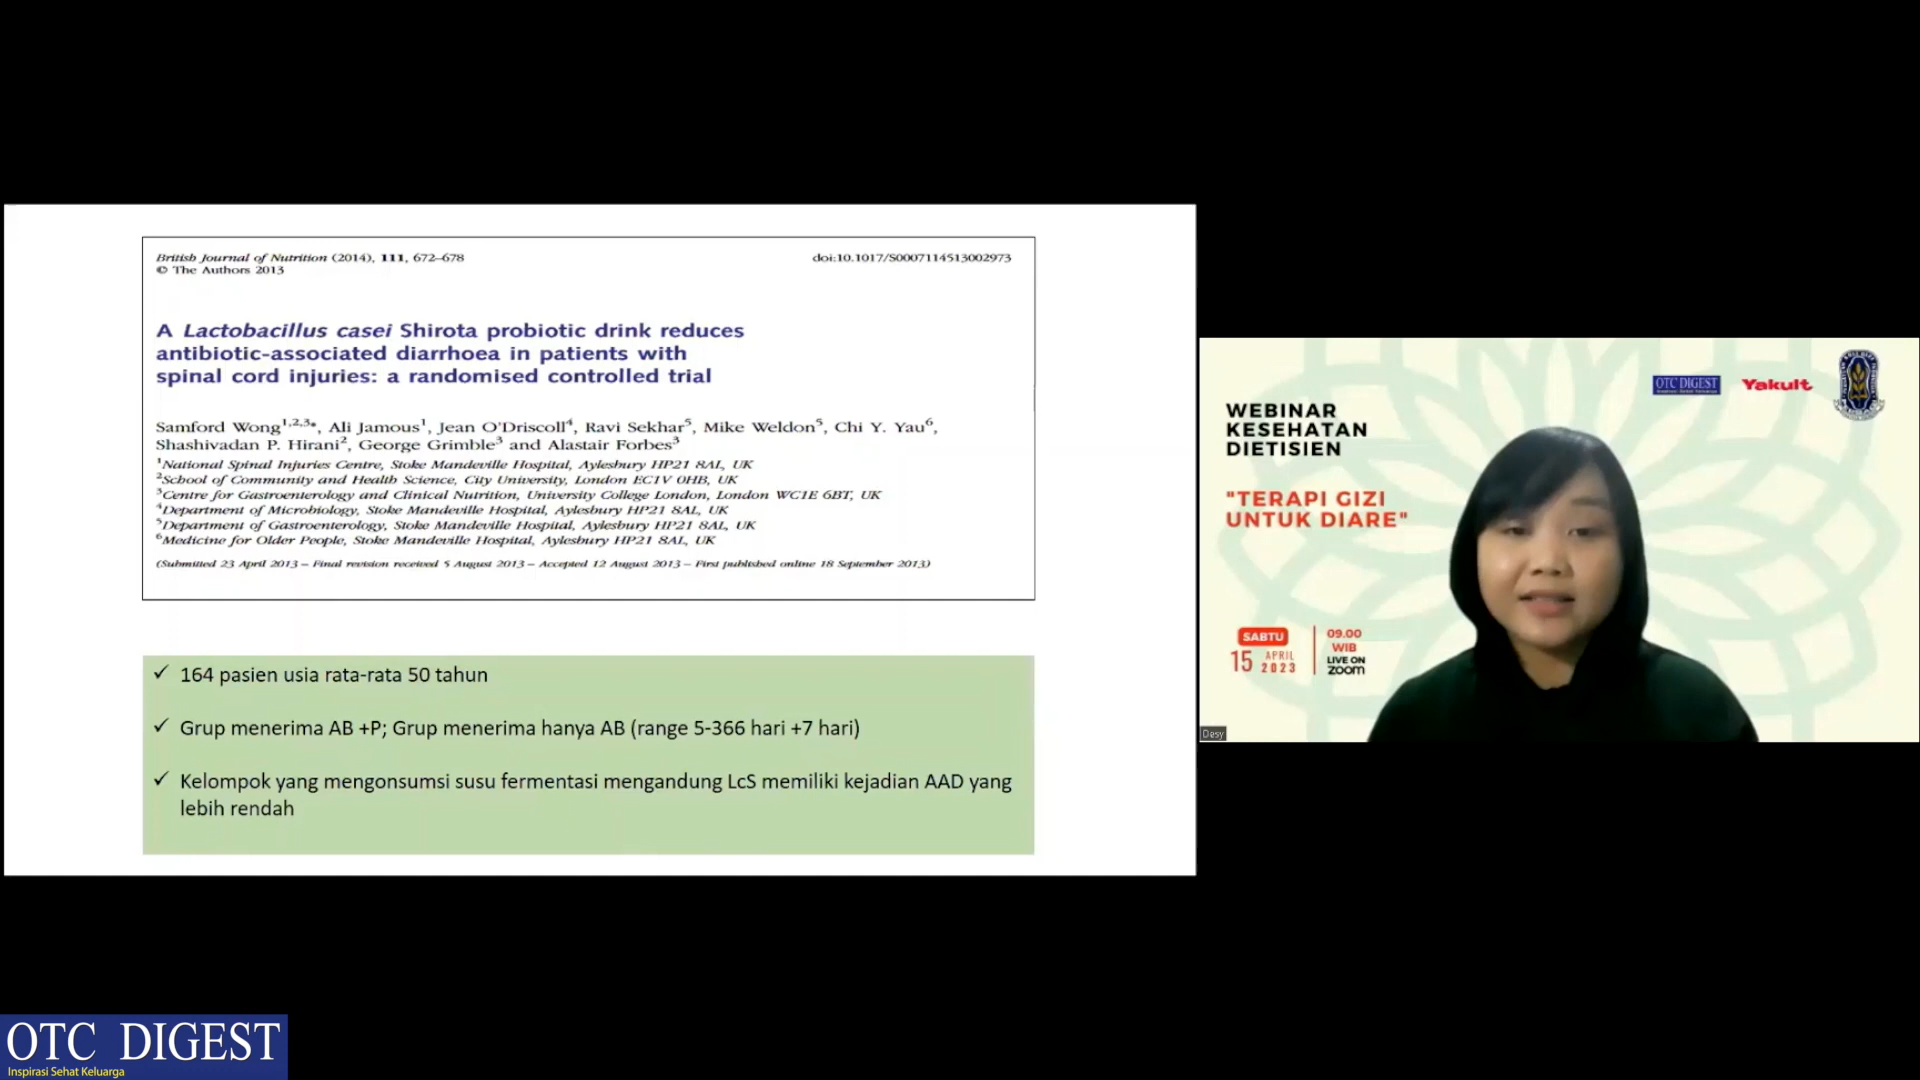 British Journal of Nutrition (2014), 111, 672–678
doi:10.1017/S0007114513002973
© The Authors 2013
A Lactobacillus casei Shirota probiotic drink reduces
antibiotic-associated diarrhoea in patients with
spinal cord injuries: a randomised controlled trial
Samford Wong1,2,3*, Ali Jamous1, Jean O'Driscoll4, Ravi Sekhar5, Mike Weldon5, Chi Y. Yau6,
Shashivadan P. Hirani2, George Grimble3 and Alastair Forbes3
1National Spinal Injuries Centre, Stoke Mandeville Hospital, Aylesbury HP21 8AL, UK
2School of Community and Health Science, City University, London EC1V 0HB, UK
3Centre for Gastroenterology and Clinical Nutrition, University College London, London WC1E 6BT, UK
4Department of Microbiology, Stoke Mandeville Hospital, Aylesbury HP21 8AL, UK
5Department of Gastroenterology, Stoke Mandeville Hospital, Aylesbury HP21 8AL, UK
6Medicine for Older People, Stoke Mandeville Hospital, Aylesbury HP21 8AL, UK
(Submitted 23 April 2013 – Final revision received 5 August 2013 – Accepted 12 August 2013 – First published online 18 September 2013)
✓ 164 pasien usia rata-rata 50 tahun
✓ Grup menerima AB +P; Grup menerima hanya AB (range 5-366 hari +7 hari)
✓ Kelompok yang mengonsumsi susu fermentasi mengandung LcS memiliki kejadian AAD yang
lebih rendah
OTC DIGEST
Yakult
WEBINAR
KESEHATAN
DIETISIEN
"TERAPI GIZI
UNTUK DIARE"
SABTU
15 APRIL
2023
09.00
WIB
LIVE ON
zoom
Desy
OTC DIGEST
Inspirasi Sehat Keluarga